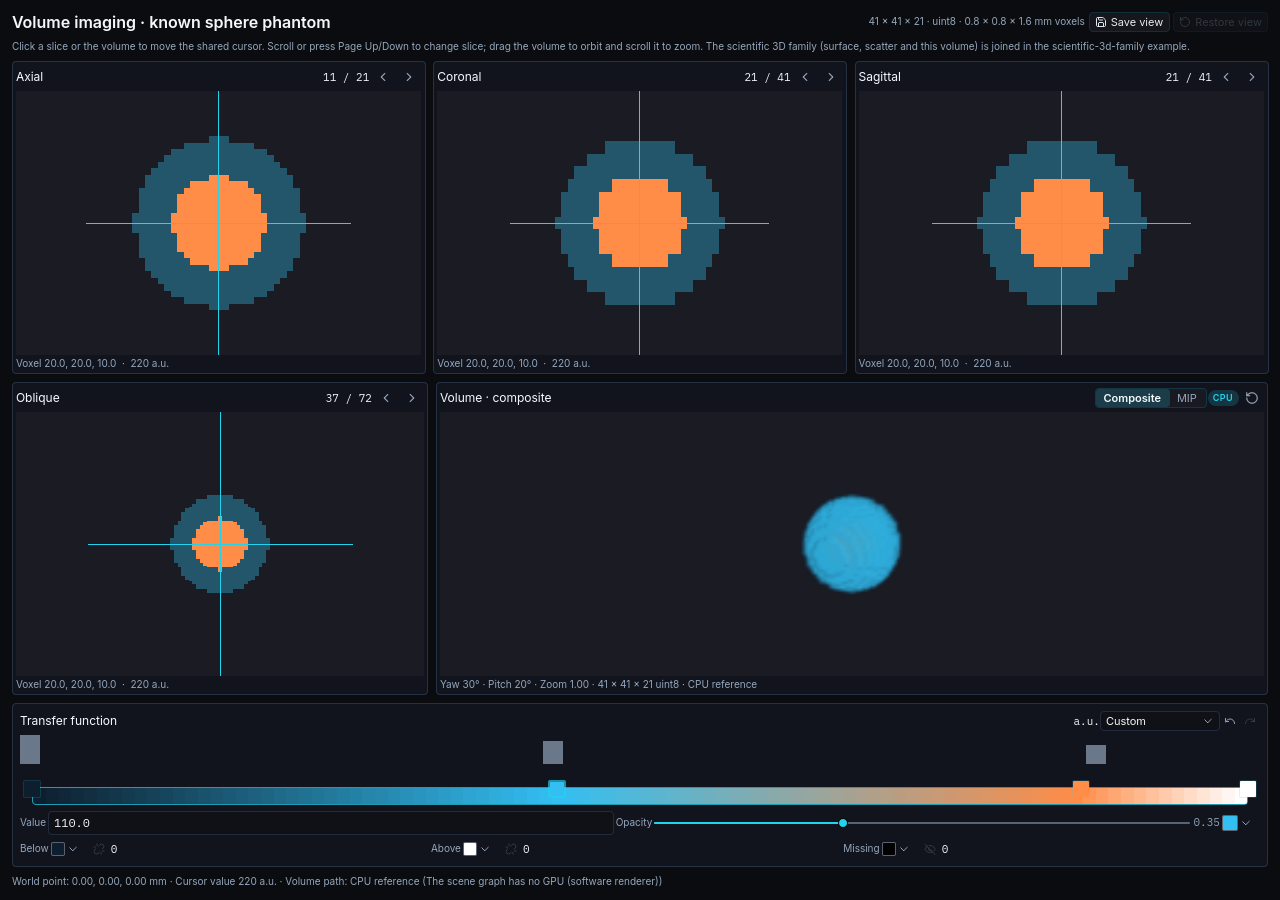 Volume imaging · known sphere phantom
41 × 41 × 21 · uint8 · 0.8 × 0.8 × 1.6 mm voxels Save view Restore view
Click a slice or the volume to move the shared cursor. Scroll or press Page Up/Down to change slice; drag the volume to orbit and scroll it to zoom. The scientific 3D family (surface, scatter and this volume) is joined in the scientific-3d-family example.
Axial 11 / 21
Coronal 21 / 41
Sagittal 21 / 41
Voxel 20.0, 20.0, 10.0 · 220 a.u.
Voxel 20.0, 20.0, 10.0 · 220 a.u.
Voxel 20.0, 20.0, 10.0 · 220 a.u.
Oblique 37 / 72
Volume · composite Composite MIP CPU
Voxel 20.0, 20.0, 10.0 · 220 a.u.
Yaw 30° · Pitch 20° · Zoom 1.00 · 41 × 41 × 21 uint8 · CPU reference
Transfer function a.u. Custom
Value 110.0 Opacity 0.35
Below 0 Above 0 Missing 0
World point: 0.00, 0.00, 0.00 mm · Cursor value 220 a.u. · Volume path: CPU reference (The scene graph has no GPU (software renderer))